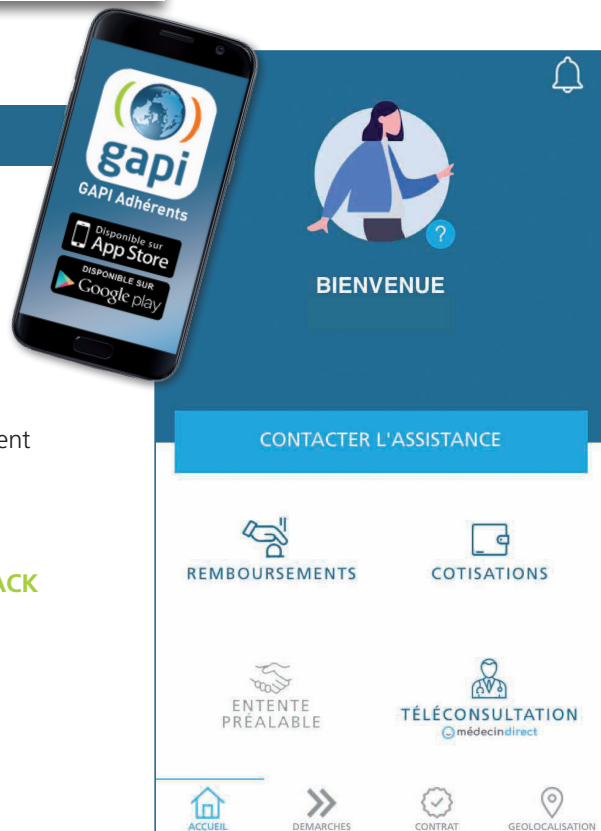 gapi
GAPI Adhérents
Disponible sur
App Store
DISPONIBLE SUR
Google play
BIENVENUE
?
CONTACTER L'ASSISTANCE
REMBOURSEMENTS
COTISATIONS
ENTENTE
PRÉALABLE
TÉLÉCONSULTATION
médecindirect
ACCUEIL
DEMARCHES
CONTRAT
GEOLOCALISATION
ent
ACK